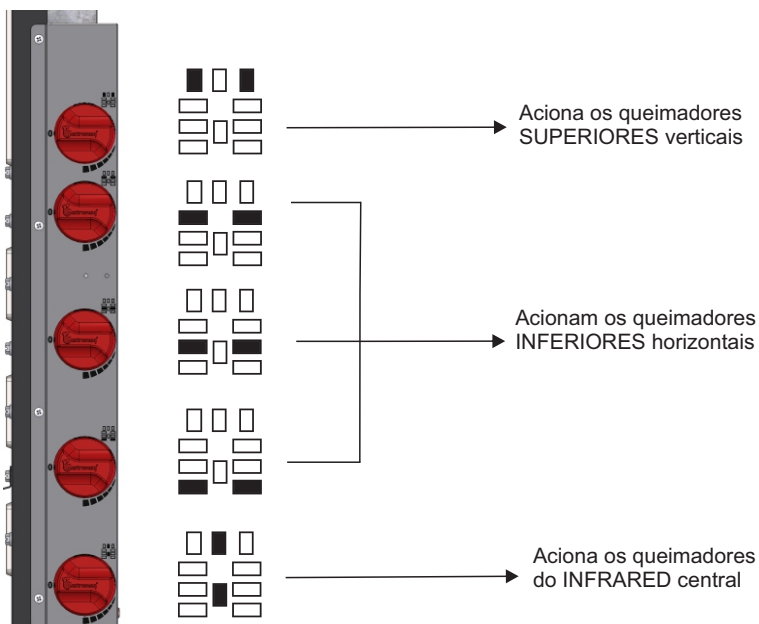 Aciona os queimadores
SUPERIORES verticais
Acionam os queimadores
INFERIORES horizontais
Aciona os queimadores
do INFRARED central